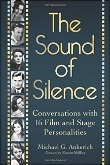 The
Sound
of
Silence
Conversations with
16 Film and Stage
Personalities
Michael G. Ankerich